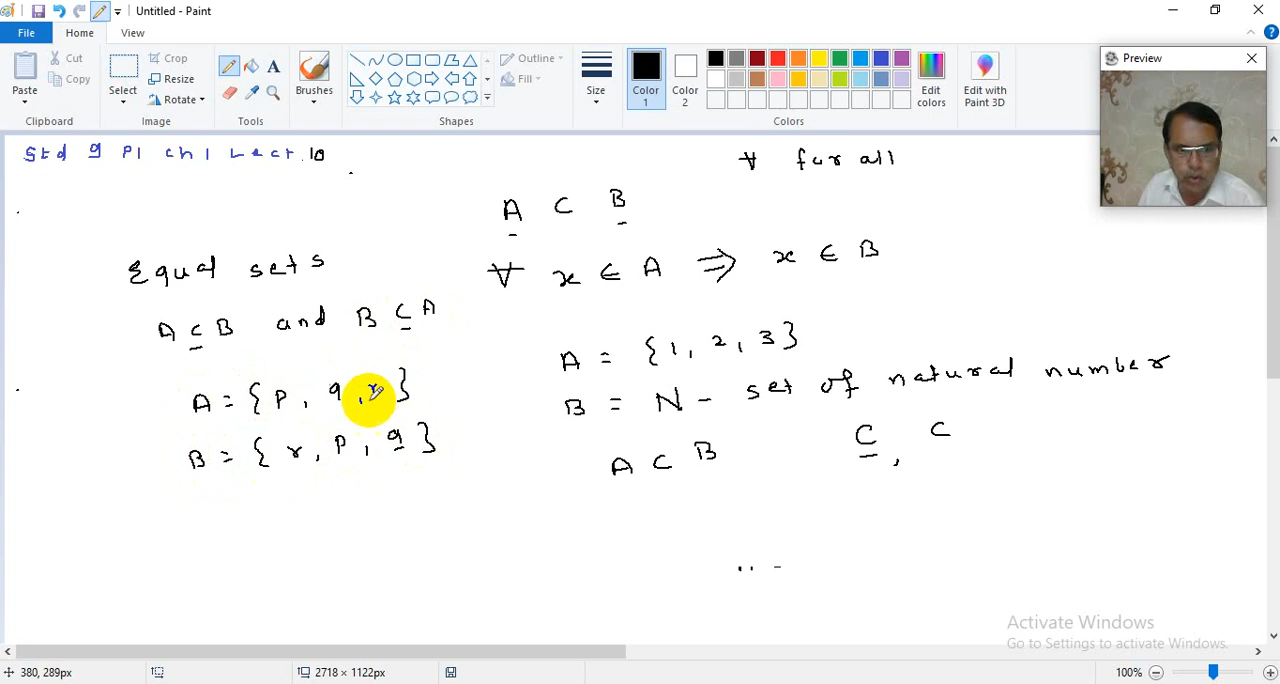 Untitled - Paint
File Home View
Paste Cut Copy Clipboard
Select Crop Resize Rotate Image
Tools
Brushes
Shapes Outline Fill
Size
Color 1 Color 2 Colors
Edit colors
Edit with Paint 3D
Preview
Std 9 P1 ch1 Lect. 10
∀ for all
A ⊂ B
Equal sets
∀ x ∈ A ⇒ x ∈ B
A ⊆ B and B ⊆ A
A = {1, 2, 3}
A = {p, q, r}
B = N - set of natural number
B = {r, p, q}
A ⊂ B
⊆, ⊂
Activate Windows
Go to Settings to activate Windows.
380, 289px
2718 × 1122px
100%